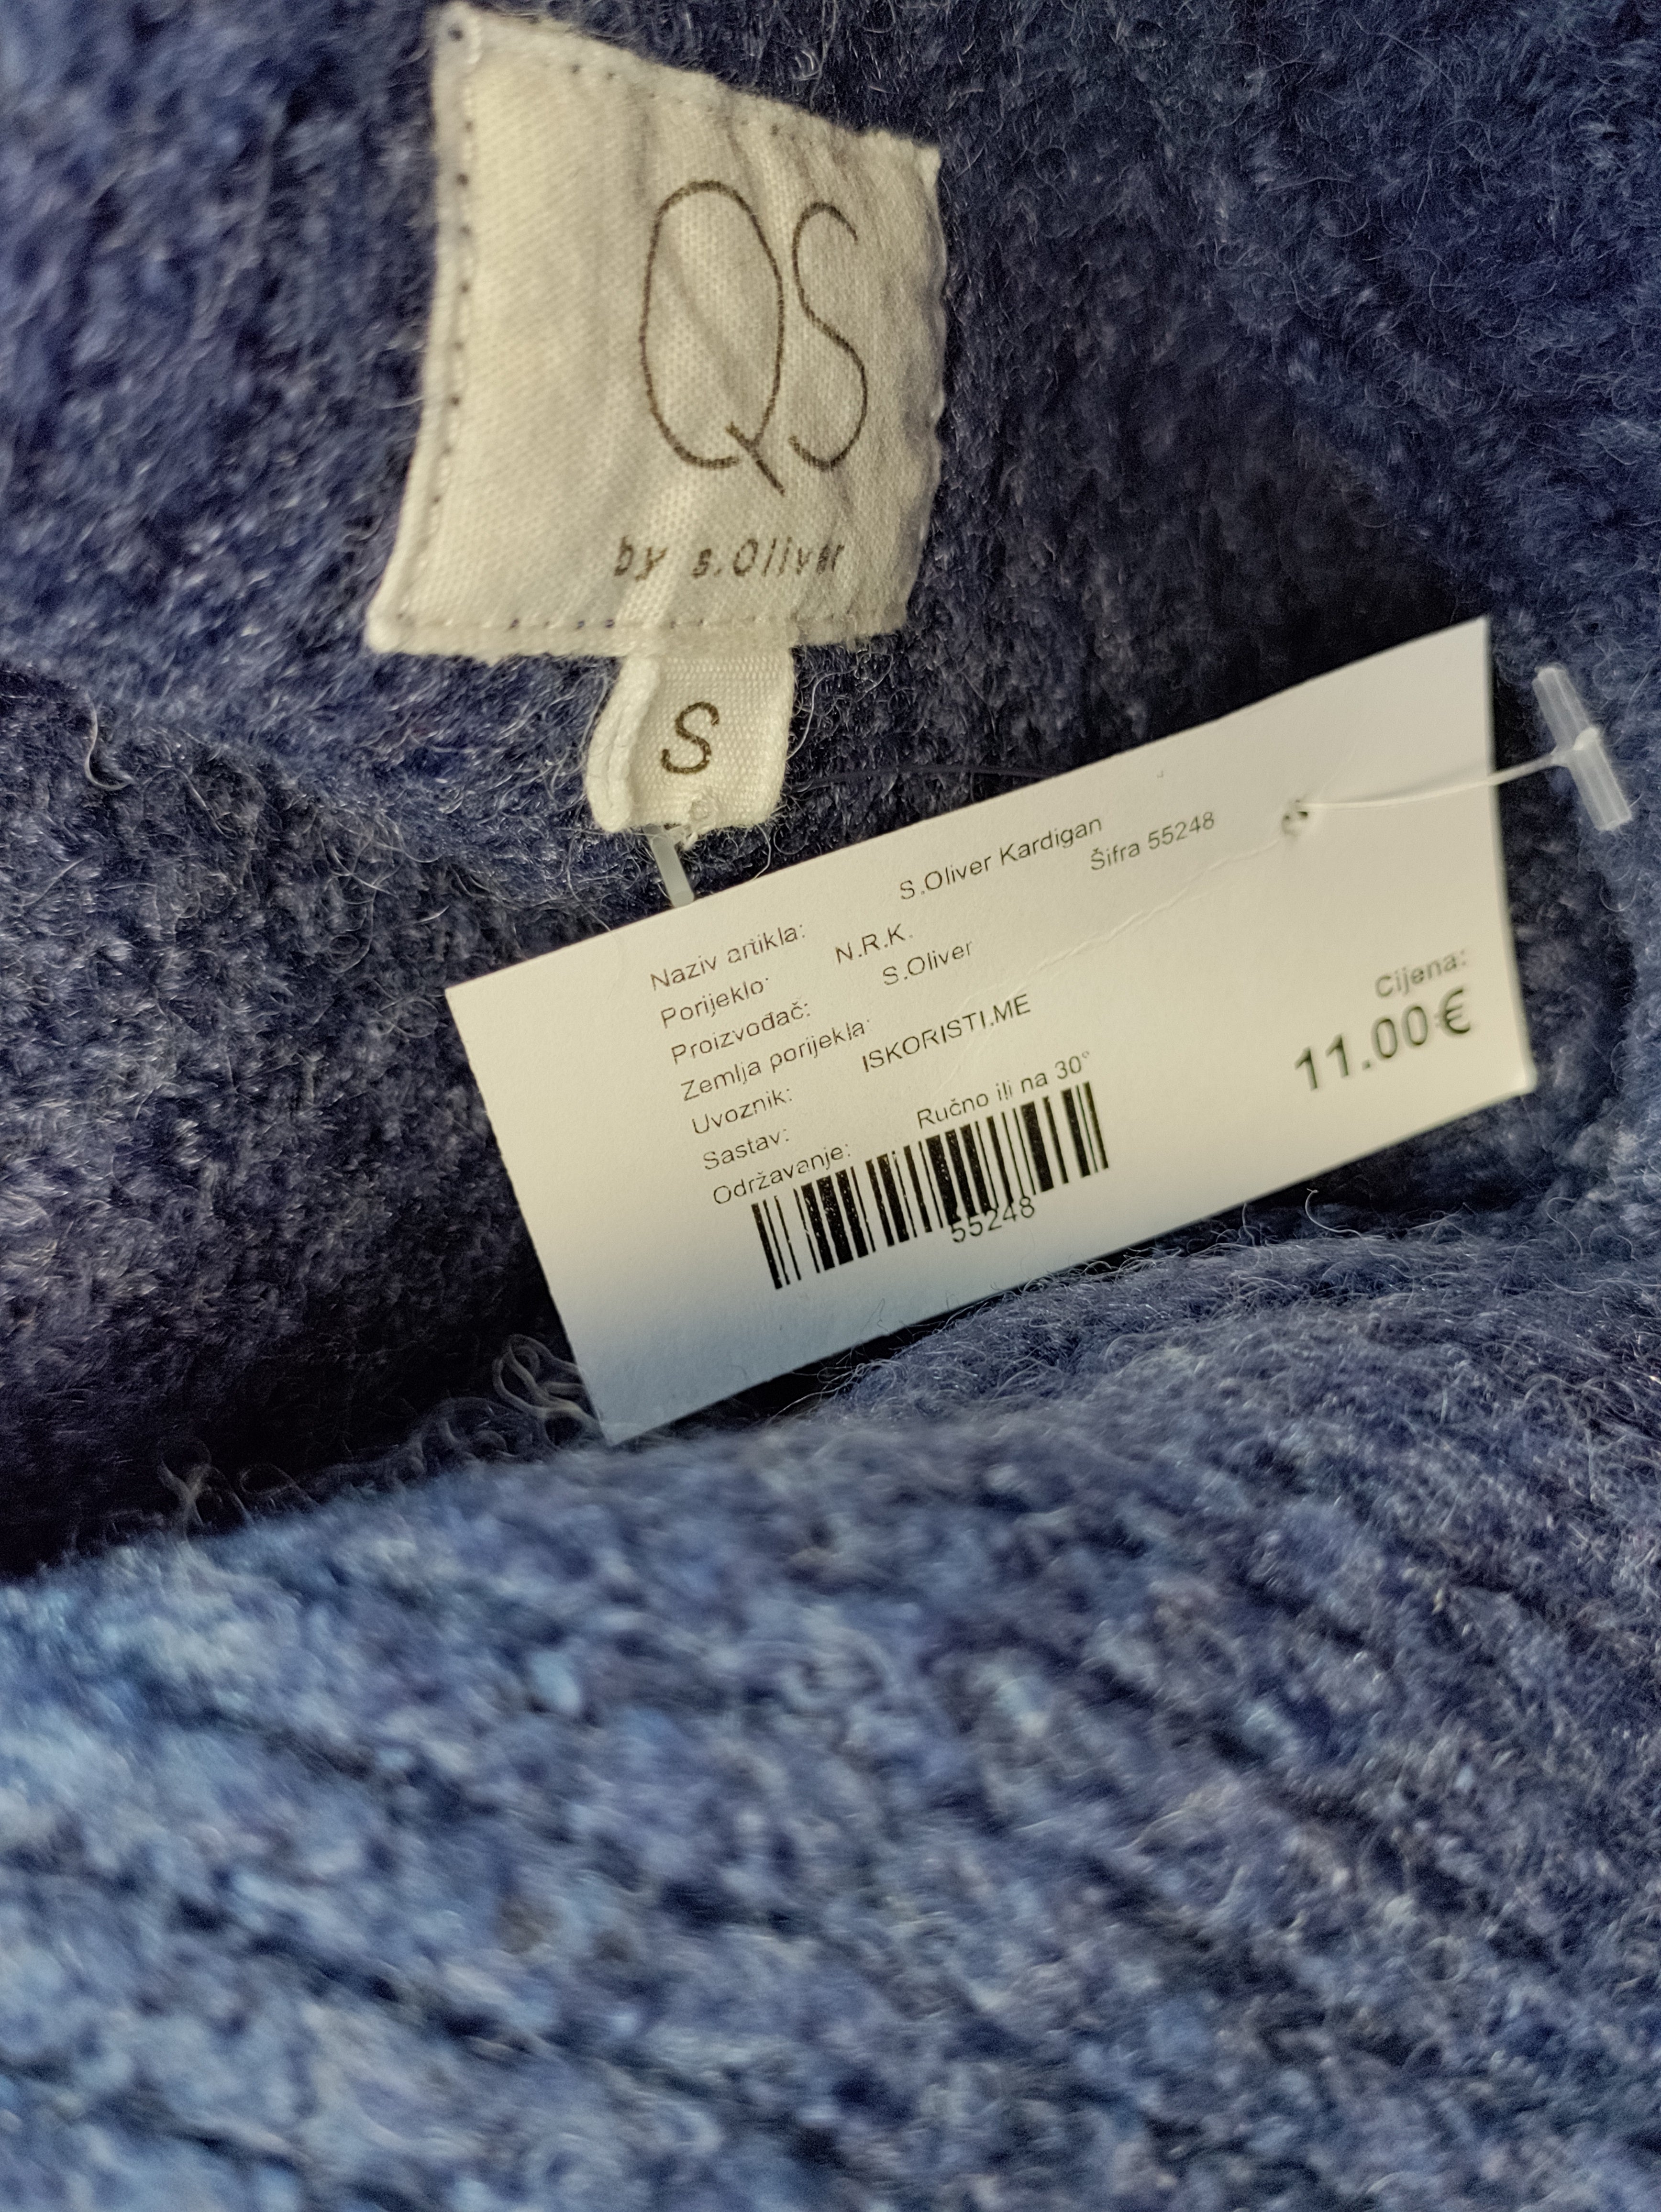 QS
by s.Oliver
S
Naziv artikla: S.Oliver Kardigan
Šifra 55248
Porijeklo: N.R.K.
Proizvođač: S.Oliver
Zemlja porijekla:
Uvoznik: ISKORISTI.ME
Sastav:
Održavanje: Ručno ili na 30°
55248
Cijena:
11.00€